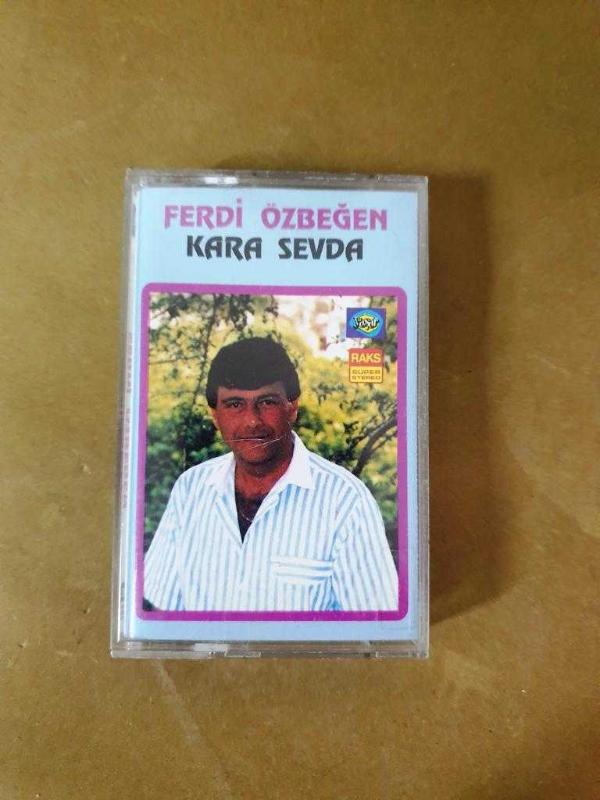 FERDİ ÖZBEĞEN
KARA SEVDA
RAKS
SÜPER
STEREO